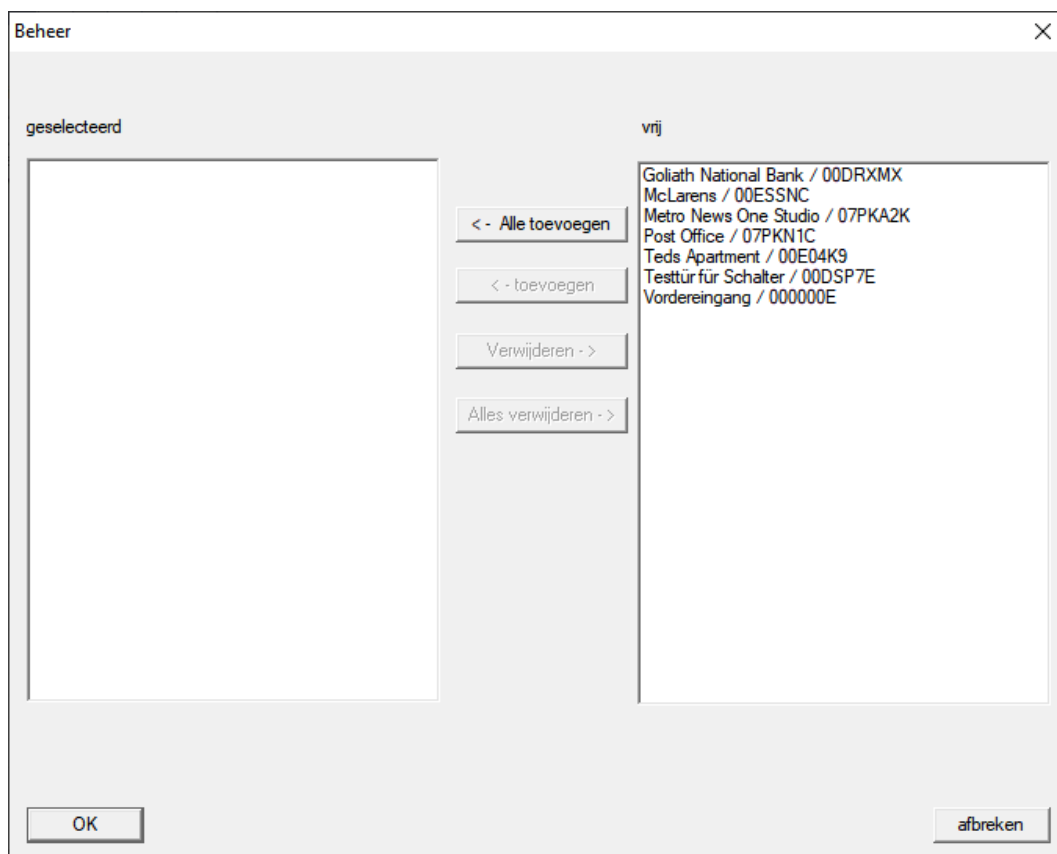 Beheer
geselecteerd
vrij
Goliath National Bank / 00DRXMX
McLarens / 00ESSNC
Metro News One Studio / 07PKA2K
Post Office / 07PKN1C
Teds Apartment / 00E04K9
Testtür für Schalter / 00DSP7E
Vordereingang / 000000E
< - Alle toevoegen
< - toevoegen
Verwijderen - >
Alles verwijderen - >
OK
afbreken